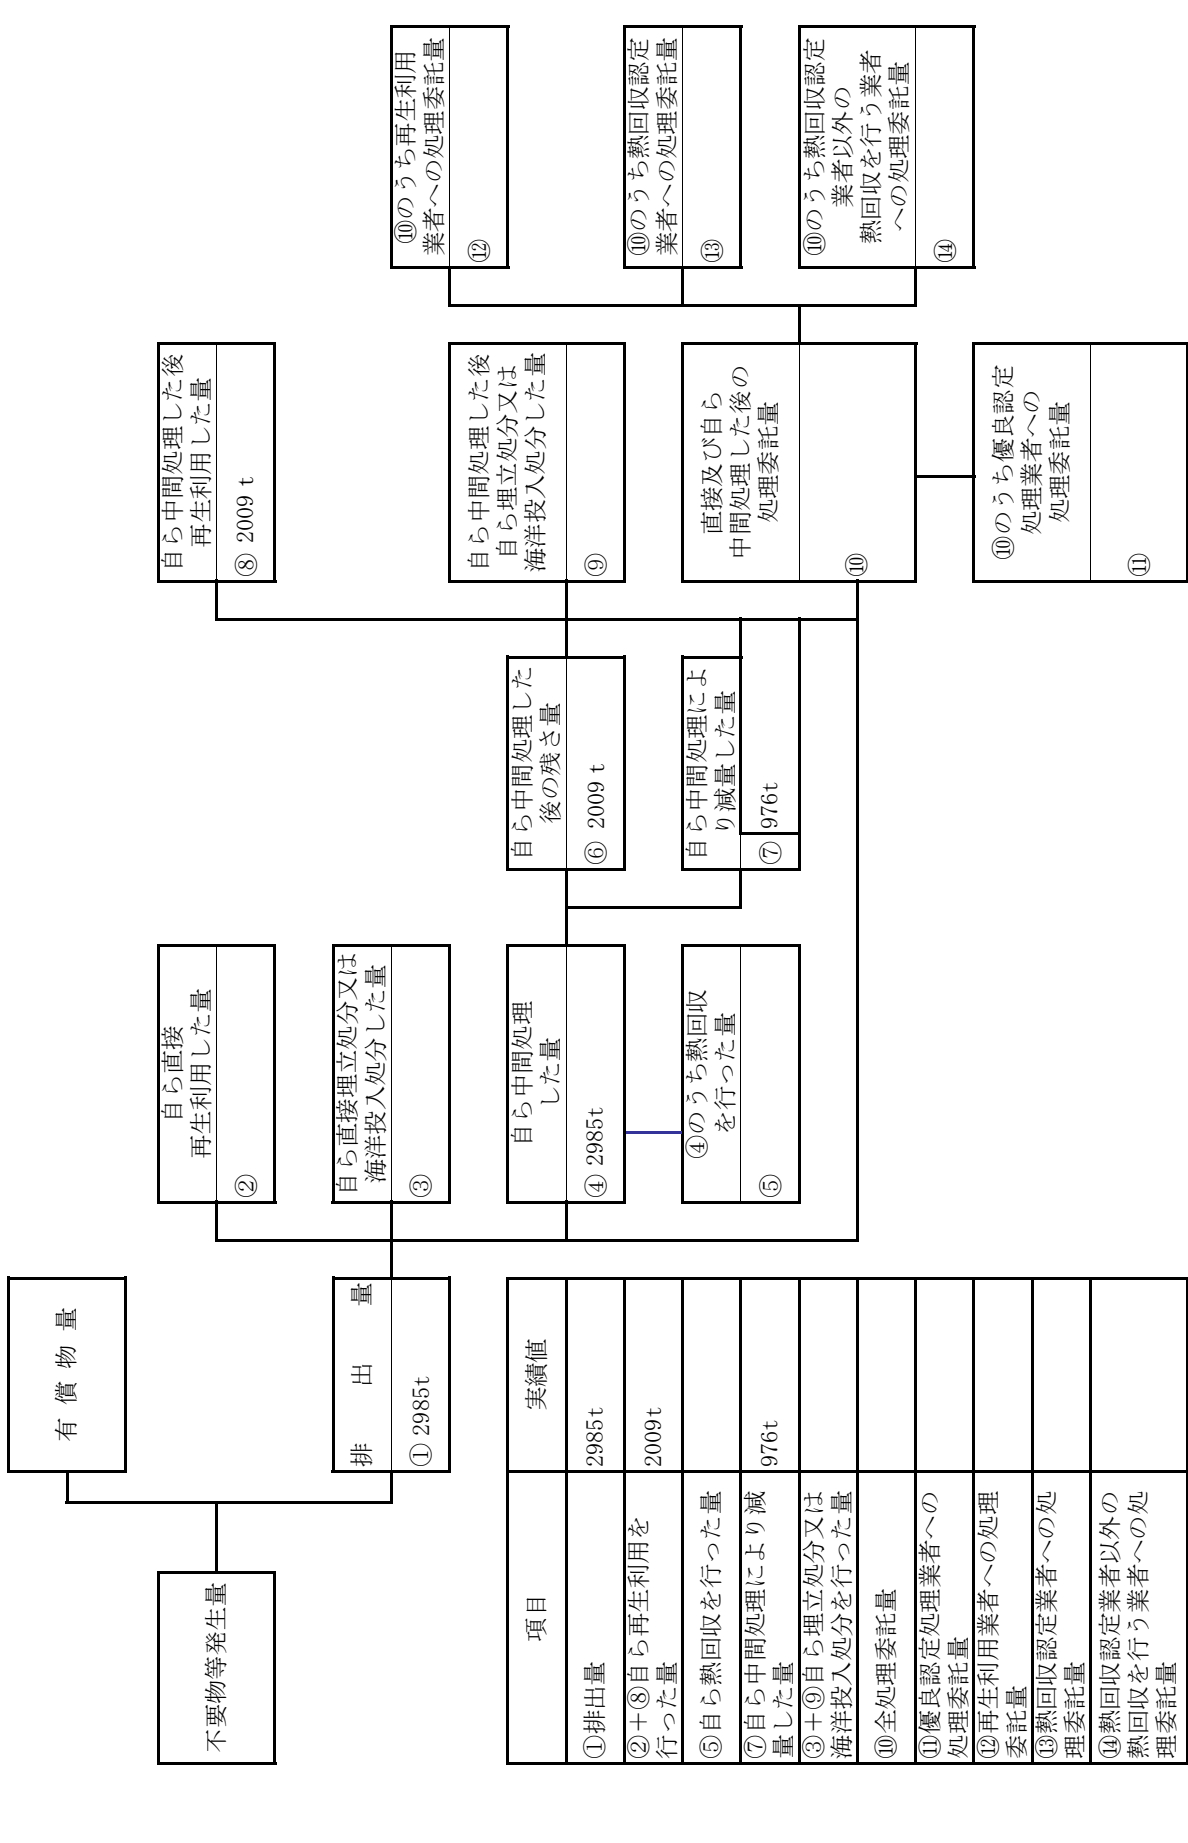 有償物量
不要物等発生量
排出量
① 2985t
自ら直接
再生利用した量
②
自ら直接埋立処分又は
海洋投入処分した量
③
自ら中間処理
した量
④ 2985t
④のうち熱回収
を行った量
⑤
自ら中間処理した
後の残さ量
⑥ 2009 t
自ら中間処理によ
り減量した量
⑦ 976t
自ら中間処理した後
再生利用した量
⑧ 2009 t
自ら中間処理した後
自ら埋立処分又は
海洋投入処分した量
⑨
直接及び自ら
中間処理した後の
処理委託量
⑩
⑩のうち優良認定
処理業者への
処理委託量
⑪
⑩のうち再生利用
業者への処理委託量
⑫
⑩のうち熱回収認定
業者への処理委託量
⑬
⑩のうち熱回収認定
業者以外の
熱回収を行う業者
への処理委託量
⑭
項目 実績値
①排出量 2985t
②+⑧自ら再生利用を
行った量 2009t
⑤自ら熱回収を行った量
⑦自ら中間処理により減
量した量 976t
③+⑨自ら埋立処分又は
海洋投入処分を行った量
⑩全処理委託量
⑪優良認定処理業者への
処理委託量
⑫再生利用業者への処理
委託量
⑬熱回収認定業者への処
理委託量
⑭熱回収認定業者以外の
熱回収を行う業者への処
理委託量